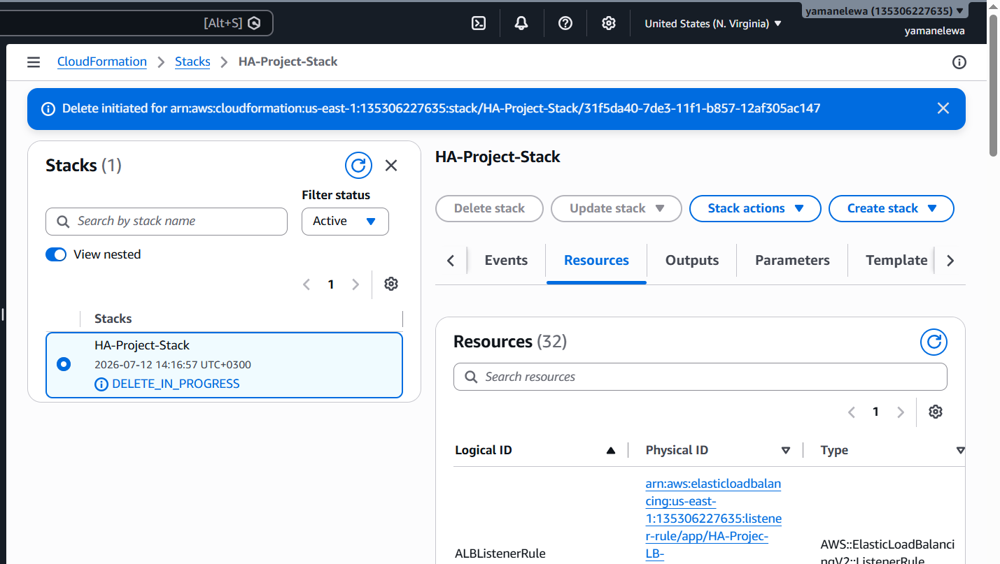 yamanelewa (135306227635)
[Alt+S]
United States (N. Virginia)
yamanelewa
CloudFormation
Stacks
HA-Project-Stack
Delete initiated for arn:aws:cloudformation:us-east-1:135306227635:stack/HA-Project-Stack/31f5da40-7de3-11f1-b857-12af305ac147
Stacks (1)
Filter status
Search by stack name
Active
View nested
1
Stacks
HA-Project-Stack
2026-07-12 14:16:57 UTC+0300
DELETE_IN_PROGRESS
HA-Project-Stack
Delete stack
Update stack
Stack actions
Create stack
Events
Resources
Outputs
Parameters
Template
Resources (32)
Search resources
1
Logical ID
Physical ID
Type
ALBListenerRule
arn:aws:elasticloadbalan
cing:us-east-
1:135306227635:listene
r-rule/app/HA-Projec-
LB-
AWS::ElasticLoadBalanci
ngV2::ListenerRule